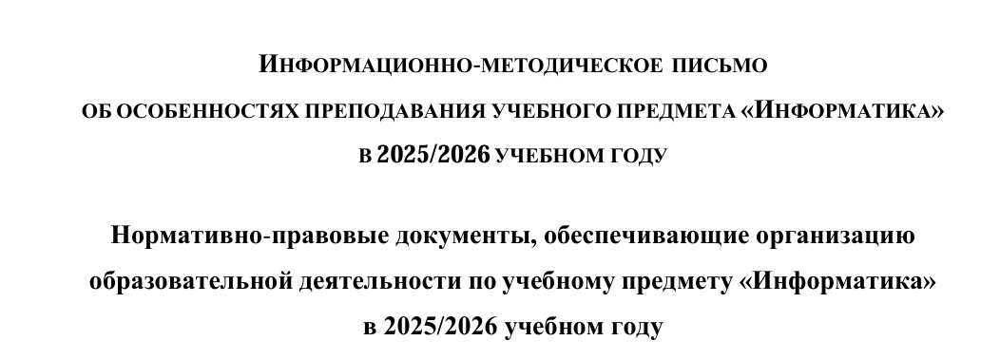 Информационно-методическое письмо
об особенностях преподавания учебного предмета «Информатика»
в 2025/2026 учебном году
Нормативно-правовые документы, обеспечивающие организацию
образовательной деятельности по учебному предмету «Информатика»
в 2025/2026 учебном году